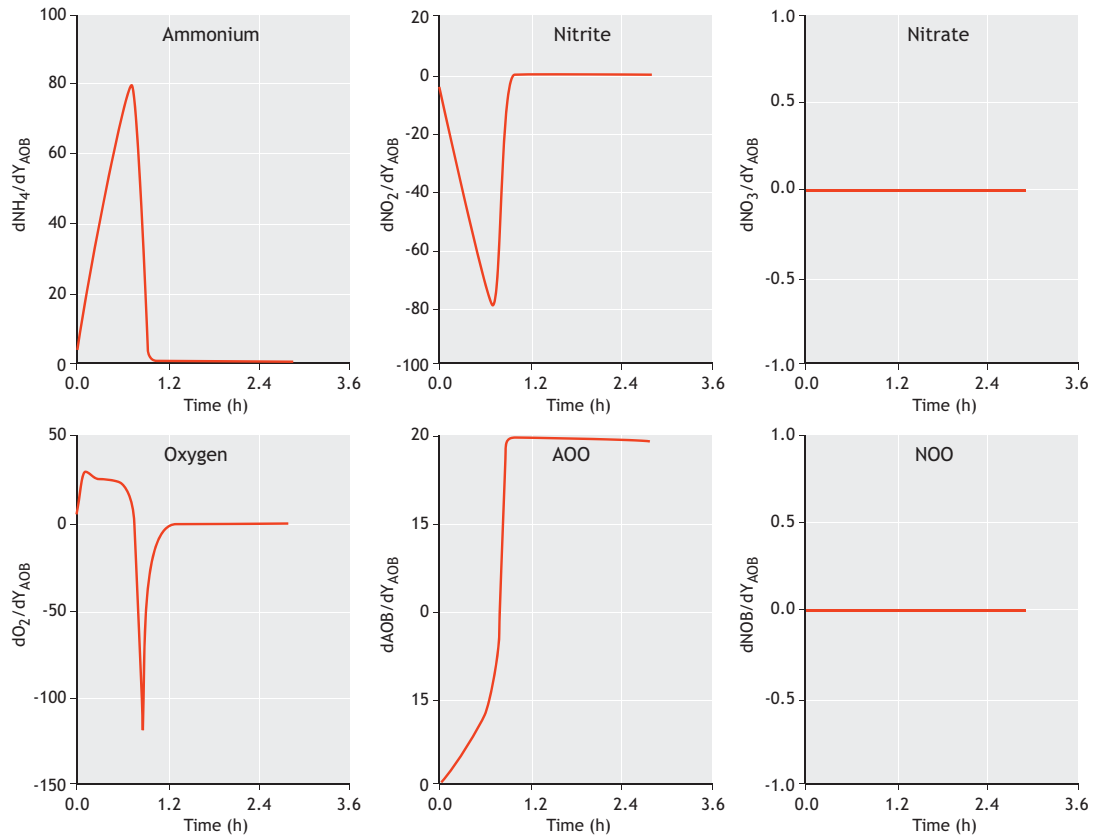 Ammonium
100
80
60
40
20
0
dNH4/dYAOB
0.0 1.2 2.4 3.6
Time (h)
Nitrite
20
0
-20
-40
-60
-80
-100
dNO2/dYAOB
0.0 1.2 2.4 3.6
Time (h)
Nitrate
1.0
0.5
0.0
-0.5
-1.0
dNO3/dYAOB
0.0 1.2 2.4 3.6
Time (h)
Oxygen
50
0
-50
-100
-150
dO2/dYAOB
0.0 1.2 2.4 3.6
Time (h)
AOO
20
15
0
15
0
dAOB/dYAOB
0.0 1.2 2.4 3.6
Time (h)
NOO
1.0
0.5
0.0
-0.5
-1.0
dNOB/dYAOB
0.0 1.2 2.4 3.6
Time (h)